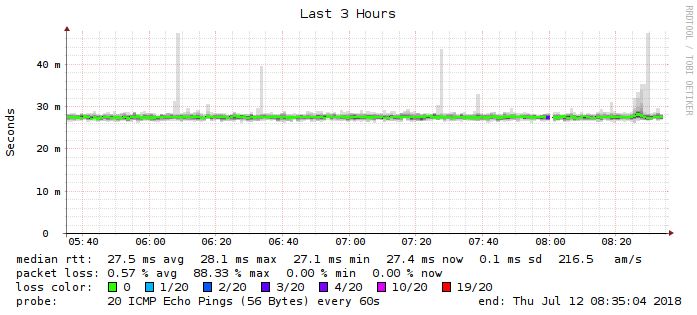 Last 3 Hours
RRDTOOL / TOBI OETIKER
Seconds
40 m
30 m
20 m
10 m
0
05:40 06:00 06:20 06:40 07:00 07:20 07:40 08:00 08:20
median rtt: 27.5 ms avg 28.1 ms max 27.1 ms min 27.4 ms now 0.1 ms sd 216.5 am/s
packet loss: 0.57 % avg 88.33 % max 0.00 % min 0.00 % now
loss color: 0 1/20 2/20 3/20 4/20 10/20 19/20
probe: 20 ICMP Echo Pings (56 Bytes) every 60s end: Thu Jul 12 08:35:04 2018